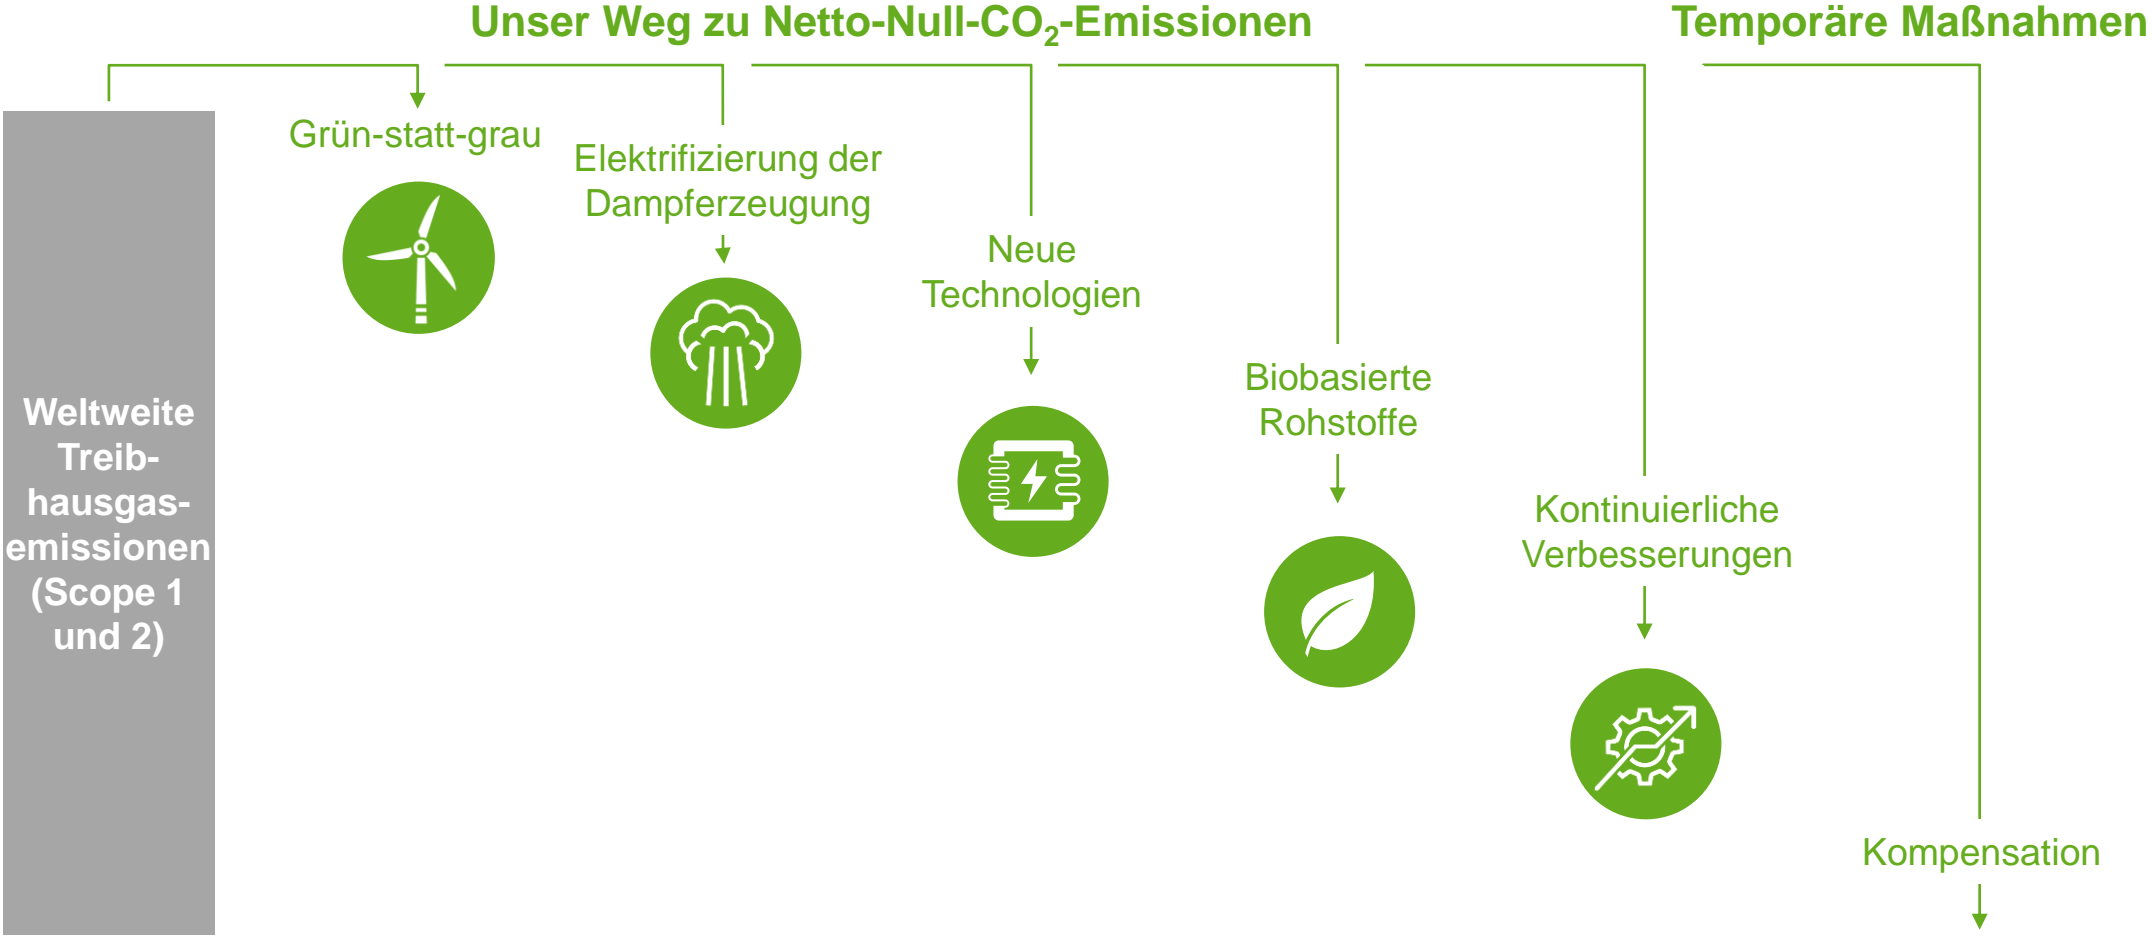 Unser Weg zu Netto-Null-CO₂-Emissionen
Temporäre Maßnahmen
Weltweite
Treib-
hausgas-
emissionen
(Scope 1
und 2)
Grün-statt-grau
Elektrifizierung der
Dampferzeugung
Neue
Technologien
Biobasierte
Rohstoffe
Kontinuierliche
Verbesserungen
Kompensation